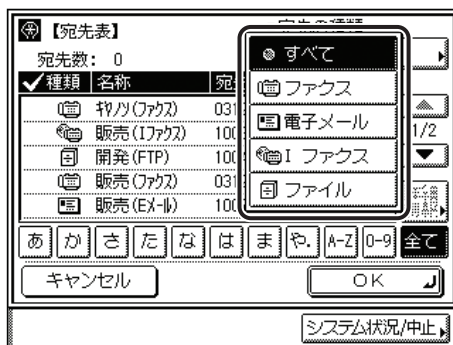 【宛先表】
宛先の種類
宛先数: 0
種類 名称 宛
ｷﾔﾉﾝ(ﾌｧｸｽ) 031
販売(Iﾌｧｸｽ) 100
開発(FTP) 100
販売(ﾌｧｸｽ) 031
販売(Eﾒｰﾙ) 100
すべて
ファクス
電子メール
I ファクス
ファイル
1/2
あ か さ た な は ま や. A-Z 0-9 全て
キャンセル OK
システム状況/中止